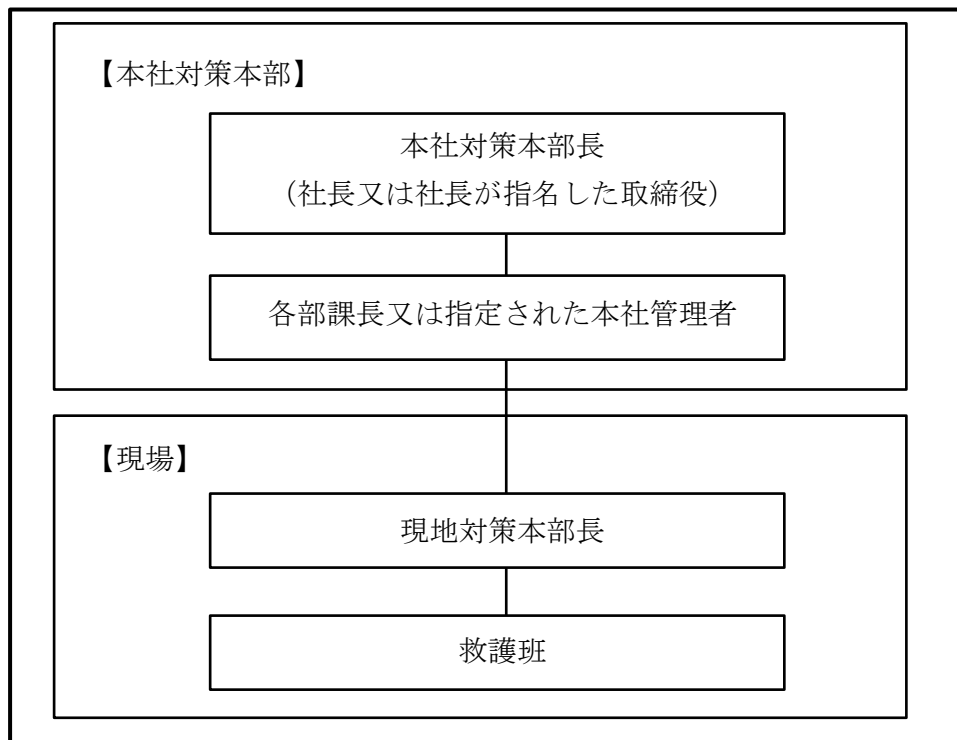 【本社対策本部】
本社対策本部長
（社長又は社長が指名した取締役）
各部課長又は指定された本社管理者
【現場】
現地対策本部長
救護班